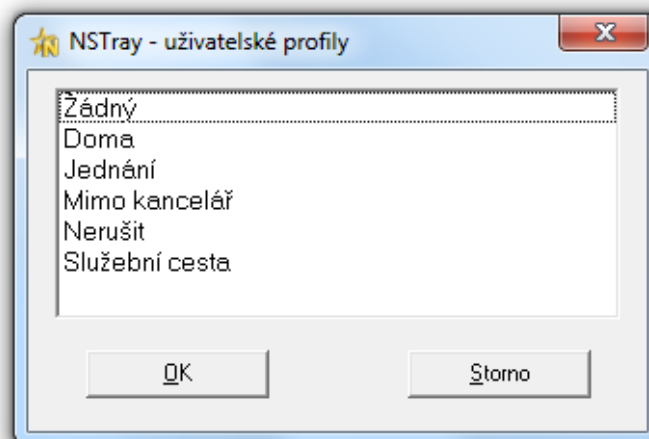 NSTray - uživatelské profily
Žádný
Doma
Jednání
Mimo kancelář
Nerušit
Služební cesta
OK
Storno